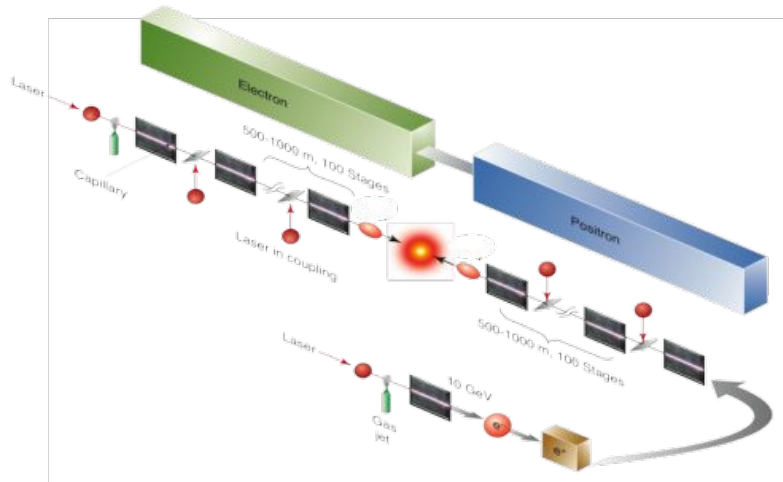 Electron
Laser
500-1000 m, 100 Stages
Capillary
Positron
Laser in coupling
500-1000 m, 100 Stages
Laser
10 GeV
Gas
jet
e⁻
e⁺